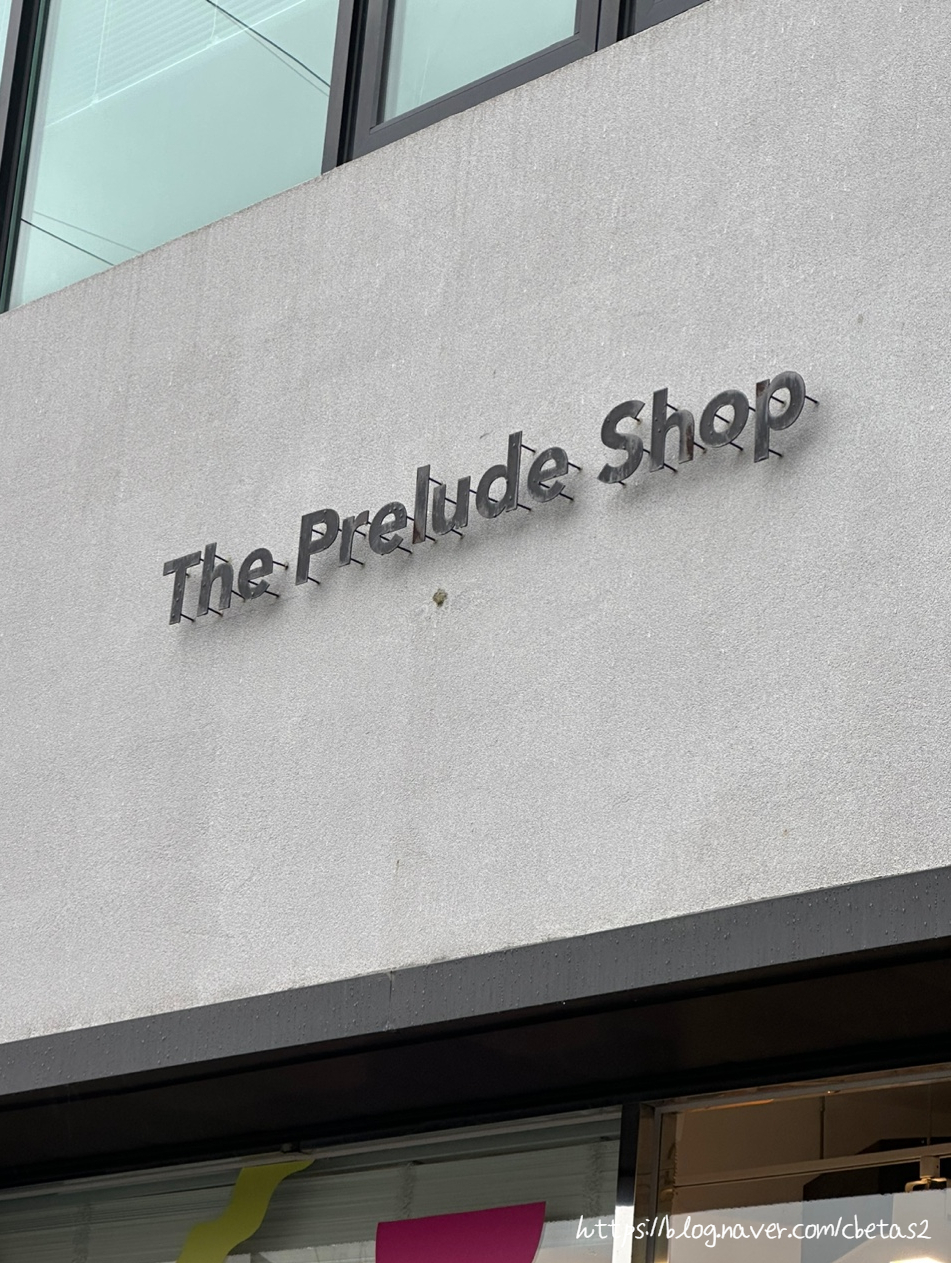 The Prelude Shop
https://blog.naver.com/cbetas2